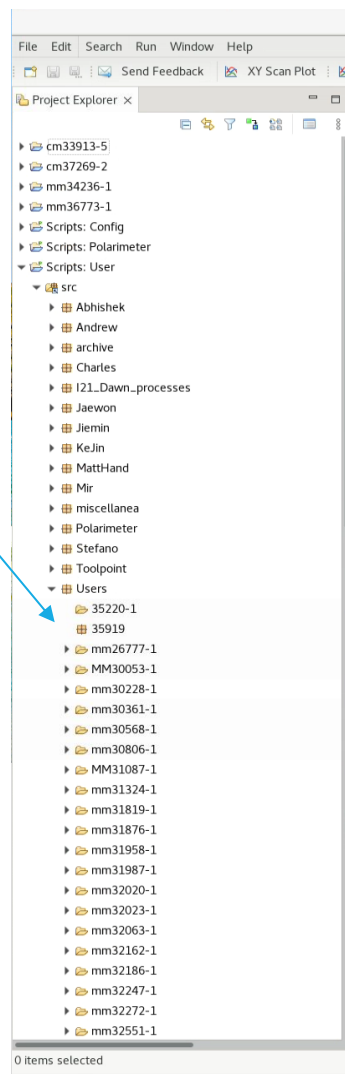 File Edit Search Run Window Help
Send Feedback XY Scan Plot
Project Explorer
cm33913-5
cm37269-2
mm34236-1
mm36773-1
Scripts: Config
Scripts: Polarimeter
Scripts: User
src
Abhishek
Andrew
archive
Charles
I21_Dawn_processes
Jaewon
Jiemin
KeJin
MattHand
Mir
miscellanea
Polarimeter
Stefano
Toolpoint
Users
35220-1
35919
mm26777-1
MM30053-1
mm30228-1
mm30361-1
mm30568-1
mm30806-1
MM31087-1
mm31324-1
mm31819-1
mm31876-1
mm31958-1
mm31987-1
mm32020-1
mm32023-1
mm32063-1
mm32162-1
mm32186-1
mm32247-1
mm32272-1
mm32551-1
0 items selected